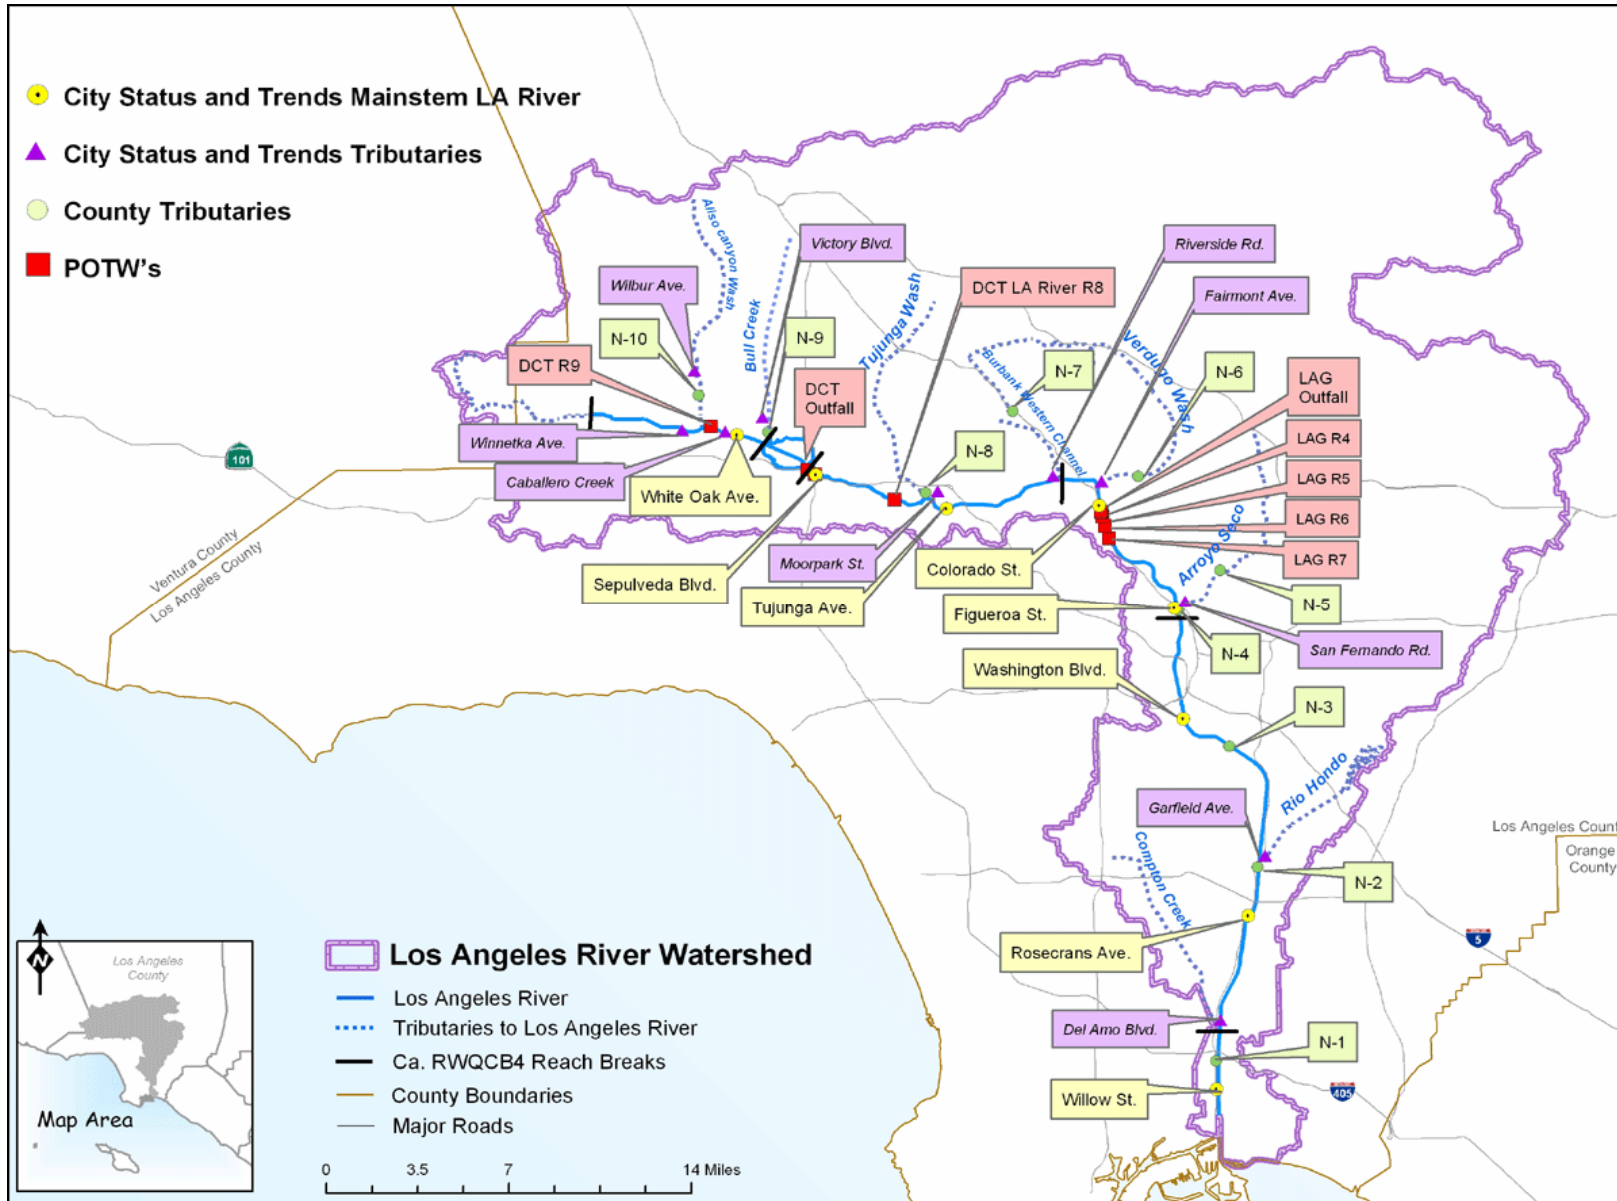 City Status and Trends Mainstem LA River
City Status and Trends Tributaries
County Tributaries
POTW's
Aliso canyon Wash
Victory Blvd.
Riverside Rd.
Wilbur Ave.
Bull Creek
Tujunga Wash
DCT LA River R8
Fairmont Ave.
N-10
N-9
Burbank Western Channel
N-7
Verdugo Wash
N-6
DCT R9
DCT
Outfall
LAG
Outfall
LAG R4
Winnetka Ave.
N-8
LAG R5
101
Caballero Creek
White Oak Ave.
LAG R6
Arroyo Seco
LAG R7
Ventura County
Los Angeles County
Moorpark St.
Colorado St.
Sepulveda Blvd.
Tujunga Ave.
Figueroa St.
N-5
N-4
San Fernando Rd.
Washington Blvd.
N-3
Rio Hondo
Garfield Ave.
Los Angeles Count
Orange
County
Compton Creek
N-2
5
Rosecrans Ave.
Del Amo Blvd.
N-1
405
Willow St.
N
Los Angeles
County
Map Area
Los Angeles River Watershed
Los Angeles River
Tributaries to Los Angeles River
Ca. RWQCB4 Reach Breaks
County Boundaries
Major Roads
0 3.5 7 14 Miles